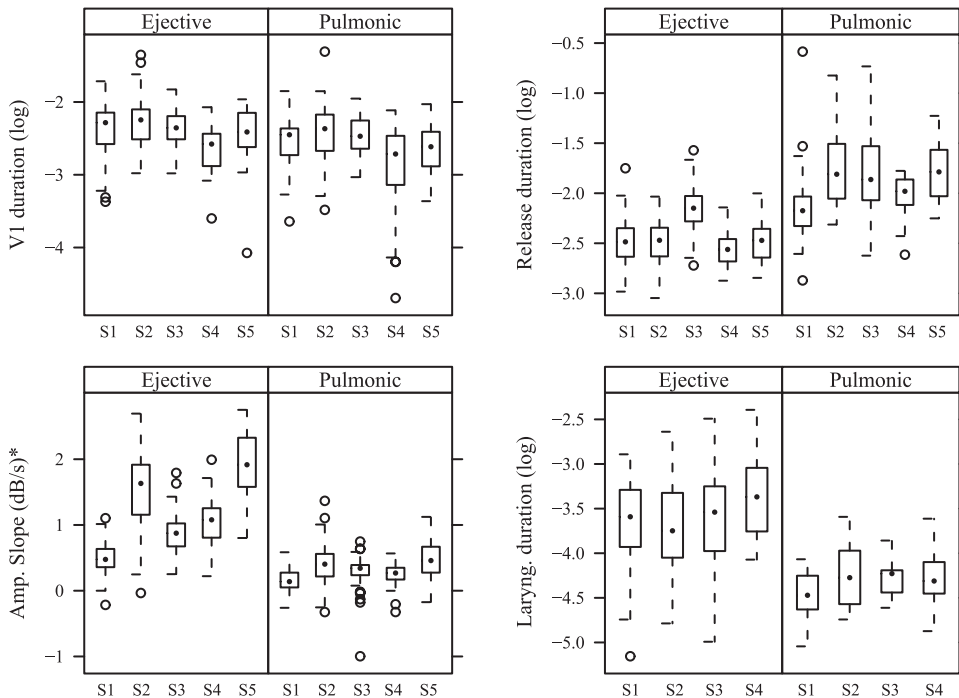 Ejective Pulmonic
V1 duration (log)
−2
−3
−4
S1 S2 S3 S4 S5 S1 S2 S3 S4 S5
Ejective Pulmonic
Release duration (log)
−0.5
−1.0
−1.5
−2.0
−2.5
−3.0
S1 S2 S3 S4 S5 S1 S2 S3 S4 S5
Ejective Pulmonic
Amp. Slope (dB/s)*
2
1
0
−1
S1 S2 S3 S4 S5 S1 S2 S3 S4 S5
Ejective Pulmonic
Laryng. duration (log)
−2.5
−3.0
−3.5
−4.0
−4.5
−5.0
S1 S2 S3 S4 S1 S2 S3 S4